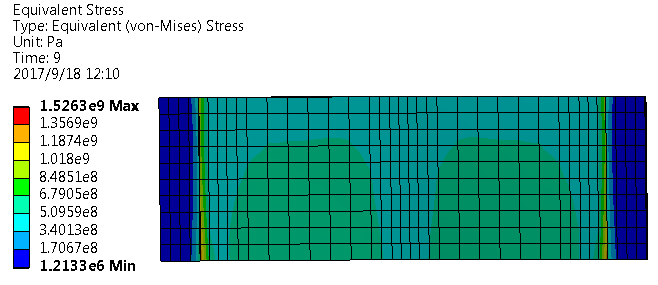 Equivalent Stress
Type: Equivalent (von-Mises) Stress
Unit: Pa
Time: 9
2017/9/18 12:10
1.5263e9 Max
1.3569e9
1.1874e9
1.018e9
8.4851e8
6.7905e8
5.0959e8
3.4013e8
1.7067e8
1.2133e6 Min